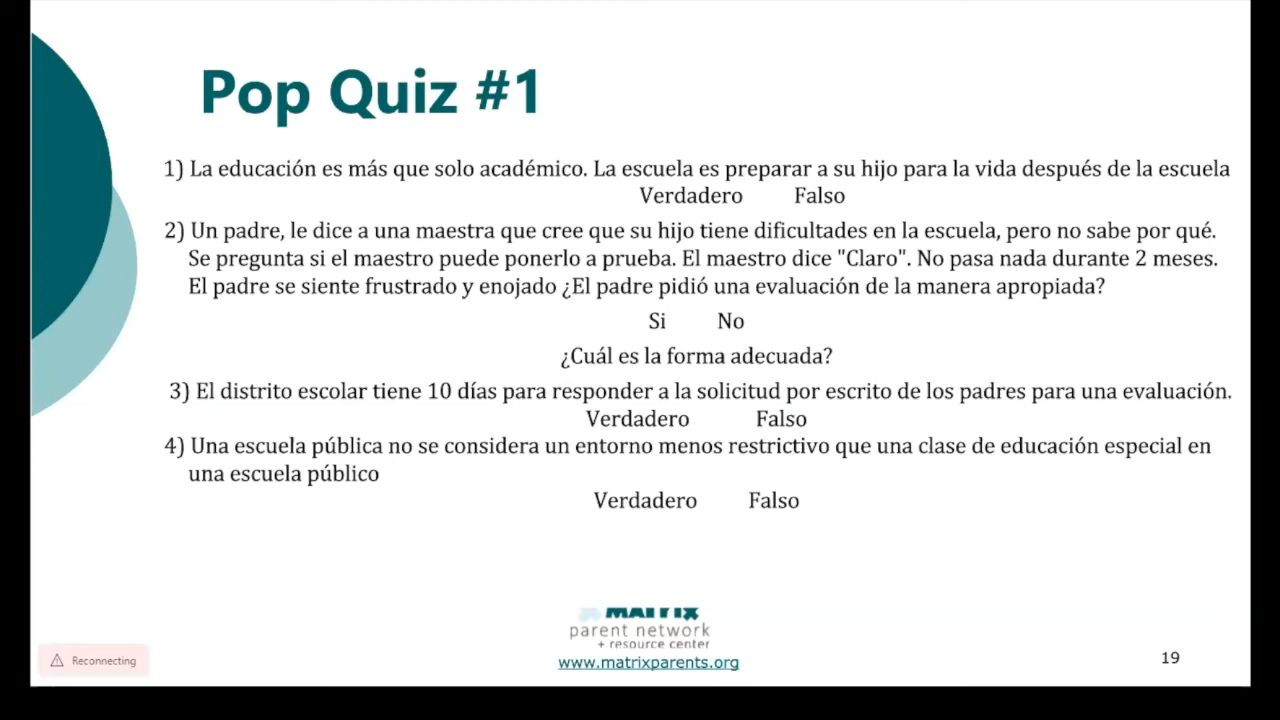 Pop Quiz #1
1) La educación es más que solo académico. La escuela es preparar a su hijo para la vida después de la escuela
Verdadero Falso
2) Un padre, le dice a una maestra que cree que su hijo tiene dificultades en la escuela, pero no sabe por qué.
Se pregunta si el maestro puede ponerlo a prueba. El maestro dice "Claro". No pasa nada durante 2 meses.
El padre se siente frustrado y enojado ¿El padre pidió una evaluación de la manera apropiada?
Si No
¿Cuál es la forma adecuada?
3) El distrito escolar tiene 10 días para responder a la solicitud por escrito de los padres para una evaluación.
Verdadero Falso
4) Una escuela pública no se considera un entorno menos restrictivo que una clase de educación especial en
una escuela público
Verdadero Falso
MATRIX
parent network
+ resource center
www.matrixparents.org
19
Reconnecting